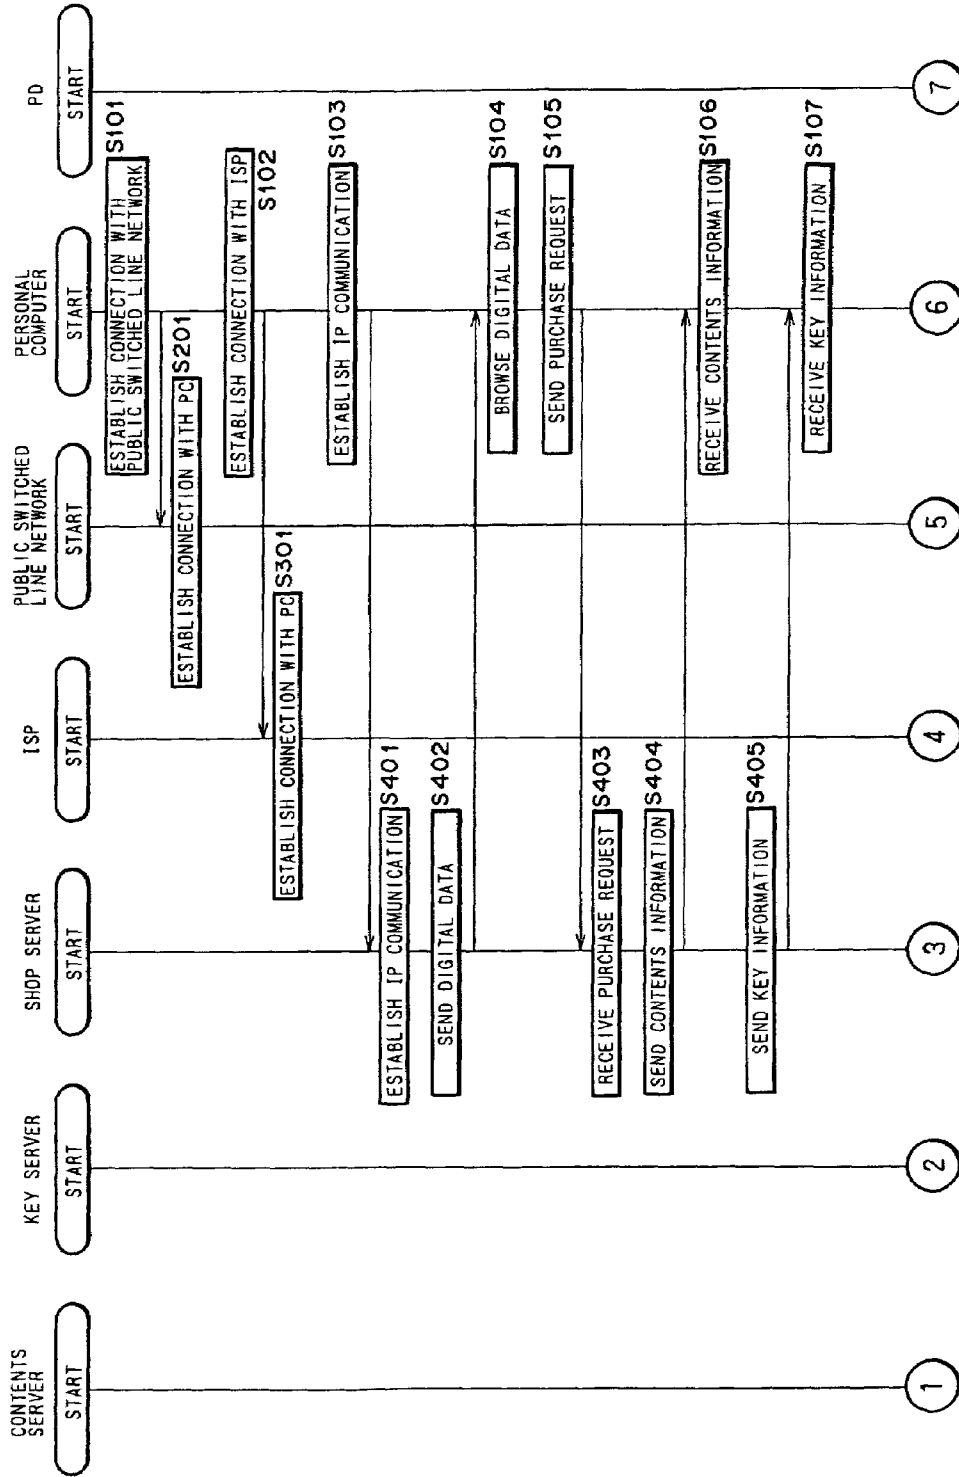 CONTENTS
SERVER
START
KEY SERVER
START
SHOP SERVER
START
ISP
START
PUBLIC SWITCHED
LINE NETWORK
START
PERSONAL
COMPUTER
START
PD
START
ESTABLISH CONNECTION WITH
PUBLIC SWITCHED LINE NETWORK
S101
ESTABLISH CONNECTION WITH PC
S201
ESTABLISH CONNECTION WITH ISP
S102
ESTABLISH CONNECTION WITH PC
S301
ESTABLISH IP COMMUNICATION
S103
ESTABLISH IP COMMUNICATION
S401
SEND DIGITAL DATA
S402
BROWSE DIGITAL DATA
S104
SEND PURCHASE REQUEST
S105
RECEIVE PURCHASE REQUEST
S403
SEND CONTENTS INFORMATION
S404
RECEIVE CONTENTS INFORMATION
S106
SEND KEY INFORMATION
S405
RECEIVE KEY INFORMATION
S107
1
2
3
4
5
6
7